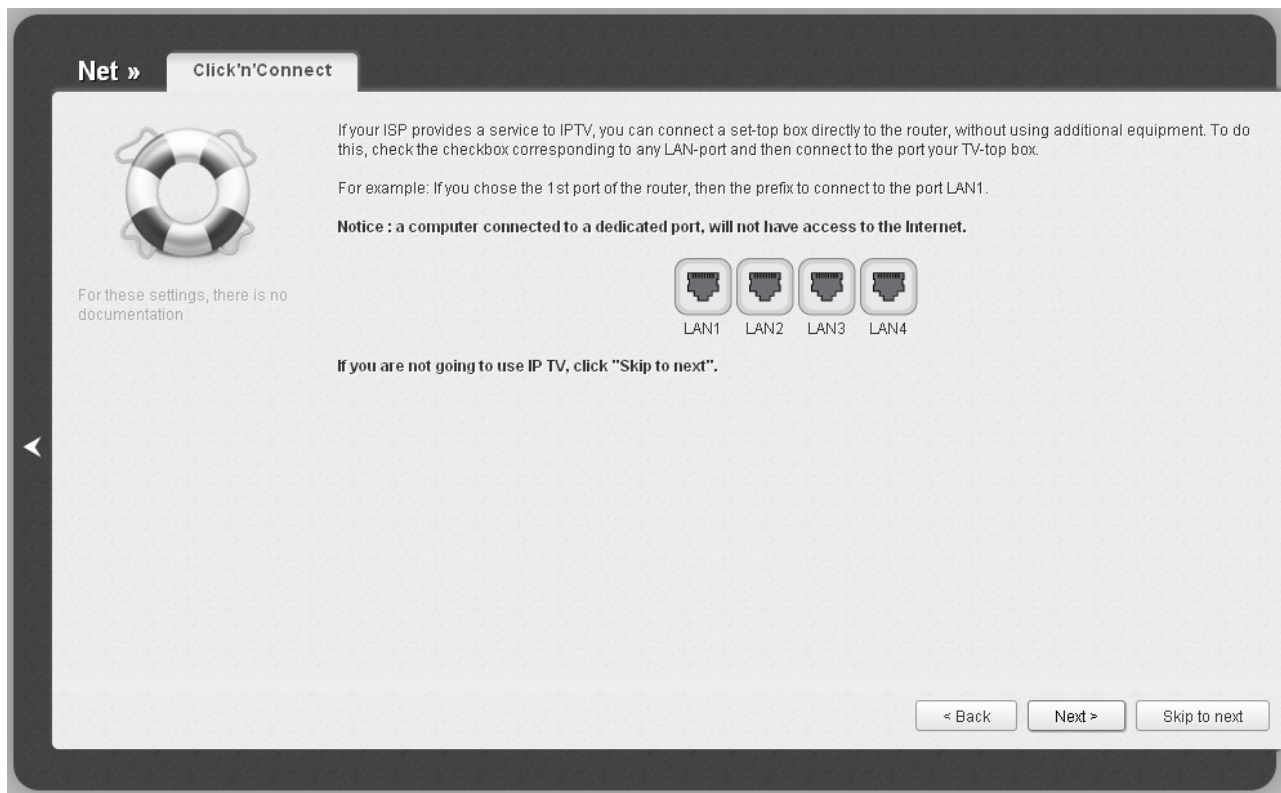 Net »
Click'n'Connect
If your ISP provides a service to IPTV, you can connect a set-top box directly to the router, without using additional equipment. To do
this, check the checkbox corresponding to any LAN-port and then connect to the port your TV-top box.
For example: If you chose the 1st port of the router, then the prefix to connect to the port LAN1.
Notice : a computer connected to a dedicated port, will not have access to the Internet.
For these settings, there is no
documentation
LAN1 LAN2 LAN3 LAN4
If you are not going to use IP TV, click "Skip to next".
< Back Next > Skip to next